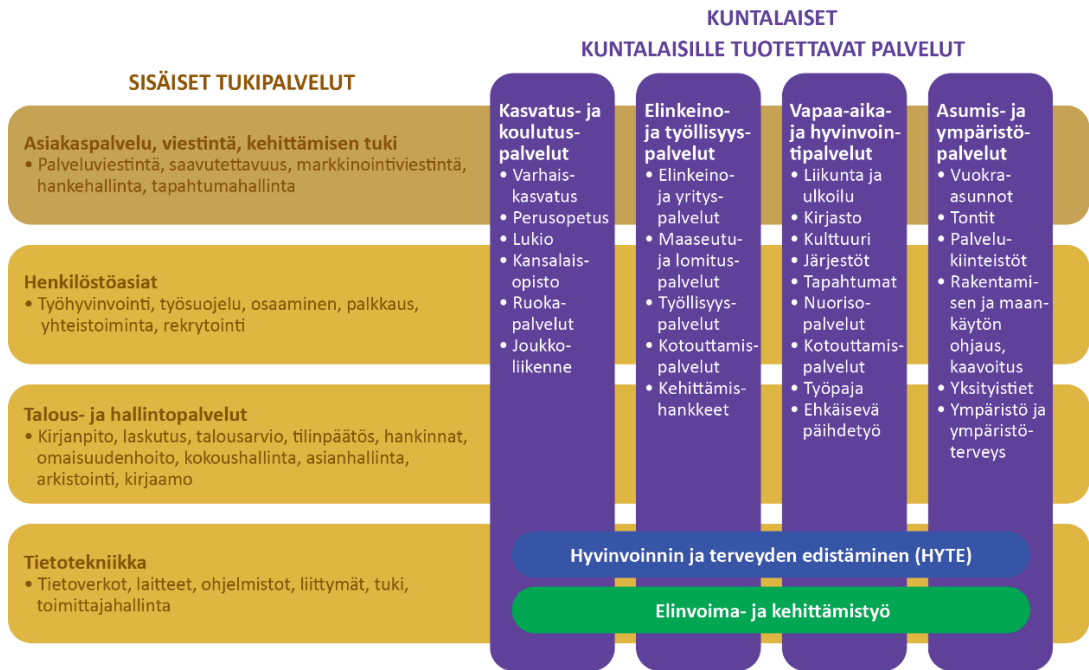 KUNTALAISET
KUNTALAISILLE TUOTETTAVAT PALVELUT
SISÄISET TUKIPALVELUT
Asiakaspalvelu, viestintä, kehittämisen tuki
• Palveluviestintä, saavutettavuus, markkinointiviestintä,
hankehallinta, tapahtumahallinta
Henkilöstöasiat
• Työhyvinvointi, työsuojelu, osaaminen, palkkaus,
yhteistoiminta, rekrytointi
Talous- ja hallintopalvelut
• Kirjanpito, laskutus, talousarvio, tilinpäätös, hankinnat,
omaisuudenhoito, kokoushallinta, asianhallinta,
arkistointi, kirjaamo
Tietotekniikka
• Tietoverkot, laitteet, ohjelmistot, liittymät, tuki,
toimittajahallinta
Kasvatus- ja
koulutus-
palvelut
• Varhais-
kasvatus
• Perusopetus
• Lukio
• Kansalais-
opisto
• Ruoka-
palvelut
• Joukko-
liikenne
Elinkeino-
ja työllisyys-
palvelut
• Elinkeino-
ja yritys-
palvelut
• Maaseutu-
ja lomitus-
palvelut
• Työllisyys-
palvelut
• Kotouttamis-
palvelut
• Kehittämis-
hankkeet
Vapaa-aika-
ja hyvinvoin-
tipalvelut
• Liikunta ja
ulkoilu
• Kirjasto
• Kulttuuri
• Järjestöt
• Tapahtumat
• Nuoriso-
palvelut
• Kotouttamis-
palvelut
• Työpaja
• Ehkäisevä
päihdetyö
Asumis- ja
ympäristö-
palvelut
• Vuokra-
asunnot
• Tontit
• Palvelu-
kiinteistöt
• Rakentami-
sen ja maan-
käytön
ohjaus,
kaavoitus
• Yksityistiet
• Ympäristö ja
ympäristö-
terveys
Hyvinvoinnin ja terveyden edistäminen (HYTE)
Elinvoima- ja kehittämistyö